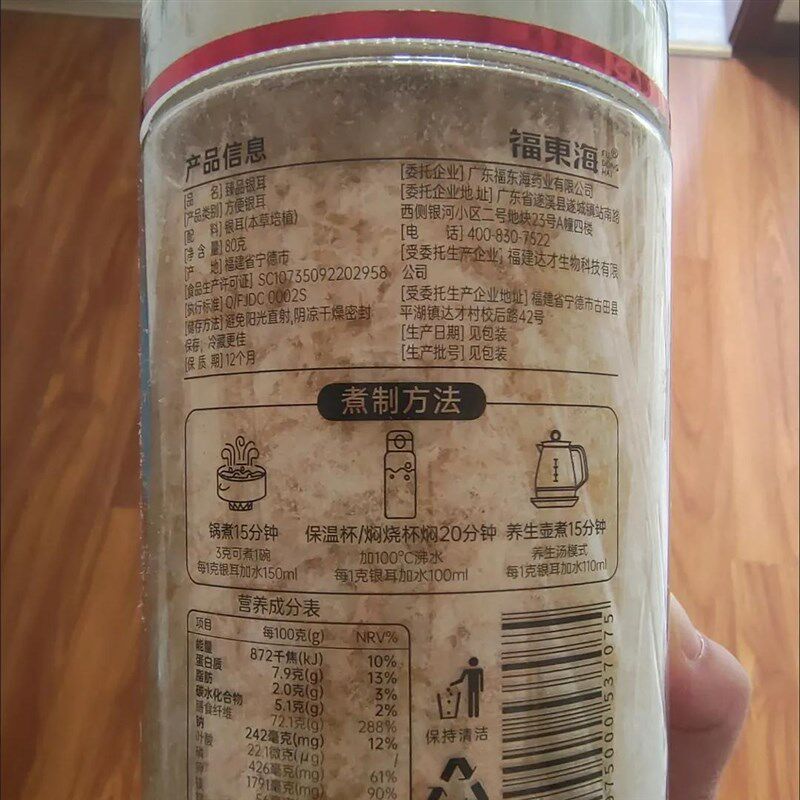 产品信息
福東海®
FU
DONG
HAI
[品 名] 臻品银耳
[产品类别] 方便银耳
[配 料] 银耳(本草培植)
[净 含 量] 80克
[产 地] 福建省宁德市
[食品生产许可证] SC10735092202958
[执行标准] Q/FJDC 0002S
[储存方法] 避免阳光直射,阴凉干燥密封
保存，冷藏更佳
[保 质 期] 12个月
[委托企业] 广东福东海药业有限公司
[委托企业地址] 广东省遂溪县遂城镇站南路
西侧银河小区二号地块23号A幢四楼
[电 话] 400-830-7622
[受委托生产企业] 福建达才生物科技有限
公司
[受委托生产企业地址] 福建省宁德市古田县
平湖镇达才村校后路42号
[生产日期] 见包装
[生产批号] 见包装
煮制方法
锅煮15分钟
3克可煮1碗
每1克银耳加水150ml
保温杯/焖烧杯焖20分钟
加100°C沸水
每1克银耳加水100ml
养生壶煮15分钟
养生汤模式
每1克银耳加水110ml
营养成分表
项目 每100克(g) NRV%
能量 872千焦(kJ) 10%
蛋白质 7.9克(g) 13%
脂肪 2.0克(g) 3%
碳水化合物 5.1克(g) 2%
膳食纤维 72.1克(g) 288%
钠 242毫克(mg) 12%
叶酸 22.1微克(μg) /
磷 426毫克(mg) 61%
1791毫克(mg) 90%
保持清洁
075000537075